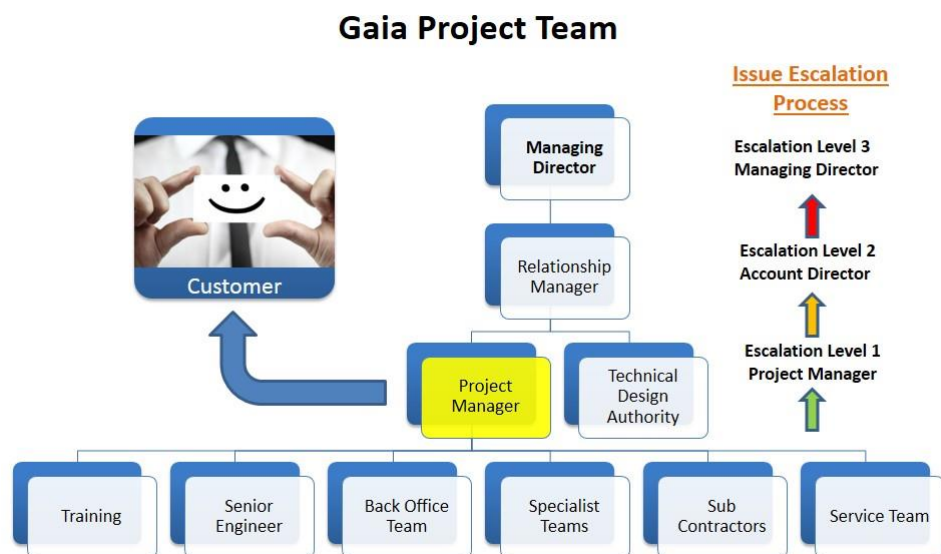 Gaia Project Team
Customer
Managing
Director
Relationship
Manager
Project
Manager
Technical
Design
Authority
Training
Senior
Engineer
Back Office
Team
Specialist
Teams
Sub
Contractors
Service Team
Issue Escalation
Process
Escalation Level 3
Managing Director
Escalation Level 2
Account Director
Escalation Level 1
Project Manager